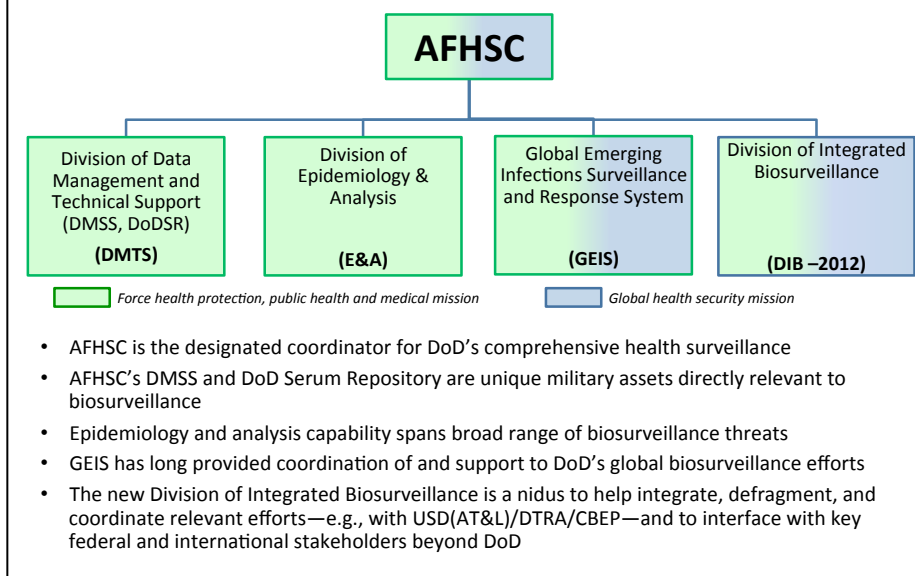 AFHSC
Division of Data
Management and
Technical Support
(DMSS, DoDSR)
(DMTS)
Division of
Epidemiology &
Analysis
(E&A)
Global Emerging
Infections Surveillance
and Response System
(GEIS)
Division of Integrated
Biosurveillance
(DIB –2012)
Force health protection, public health and medical mission
Global health security mission
• AFHSC is the designated coordinator for DoD's comprehensive health surveillance
• AFHSC's DMSS and DoD Serum Repository are unique military assets directly relevant to
biosurveillance
• Epidemiology and analysis capability spans broad range of biosurveillance threats
• GEIS has long provided coordination of and support to DoD's global biosurveillance efforts
• The new Division of Integrated Biosurveillance is a nidus to help integrate, defragment, and
coordinate relevant efforts—e.g., with USD(AT&L)/DTRA/CBEP—and to interface with key
federal and international stakeholders beyond DoD